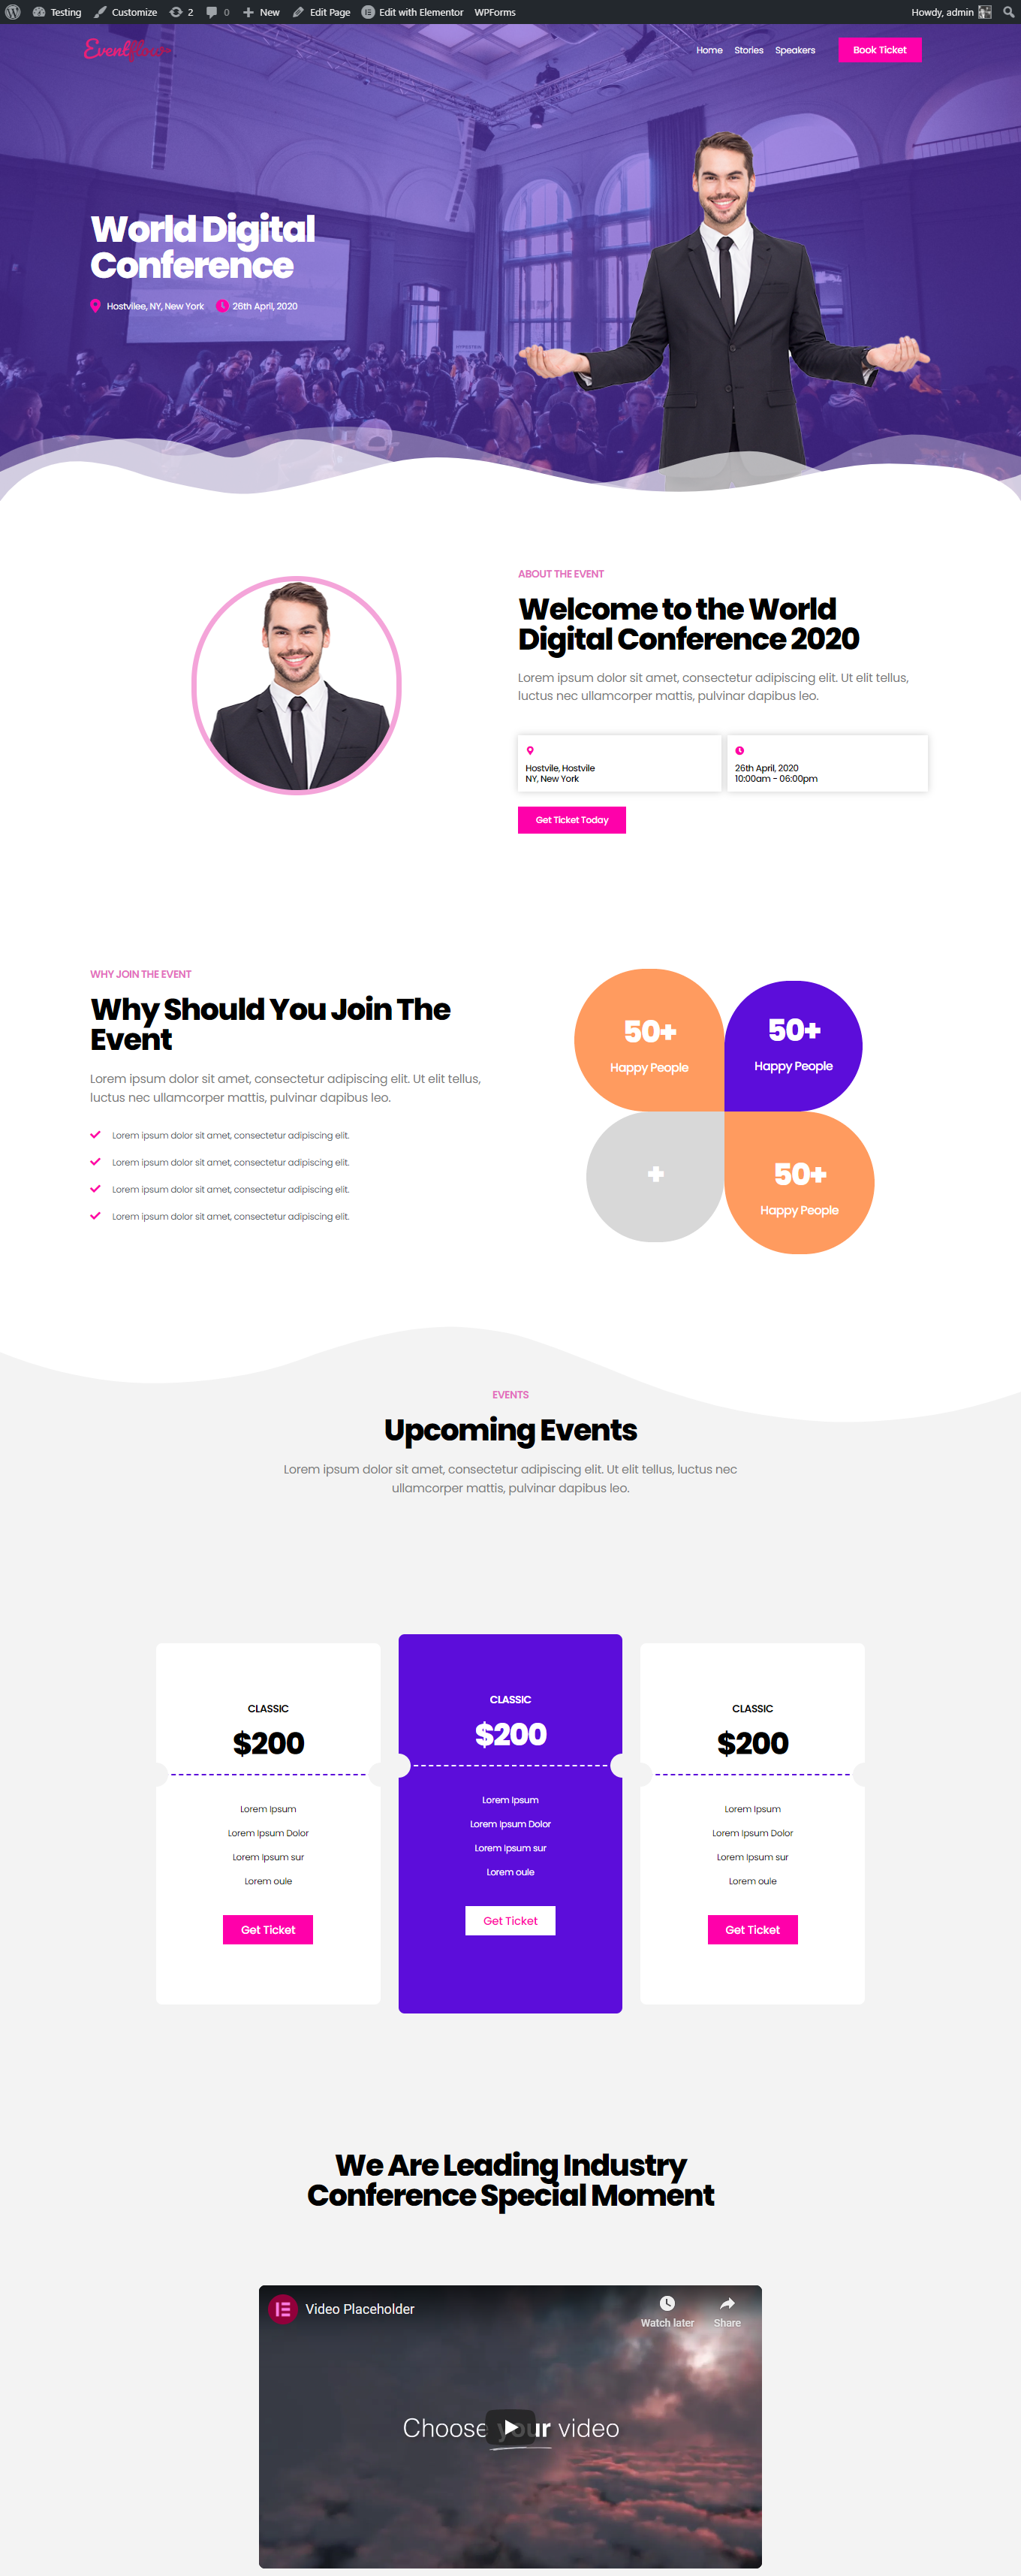 Testing Customize 2 0 New Edit Page Edit with Elementor WPForms Howdy, admin
Home Stories Speakers Book Ticket
World Digital
Conference
Hostvilee, NY, New York 26th April, 2020
ABOUT THE EVENT
Welcome to the World
Digital Conference 2020
Lorem ipsum dolor sit amet, consectetur adipiscing elit. Ut elit tellus,
luctus nec ullamcorper mattis, pulvinar dapibus leo.
Hostvile, Hostvile
NY, New York
26th April, 2020
10:00am - 06:00pm
Get Ticket Today
WHY JOIN THE EVENT
Why Should You Join The
Event
Lorem ipsum dolor sit amet, consectetur adipiscing elit. Ut elit tellus,
luctus nec ullamcorper mattis, pulvinar dapibus leo.
Lorem ipsum dolor sit amet, consectetur adipiscing elit.
Lorem ipsum dolor sit amet, consectetur adipiscing elit.
Lorem ipsum dolor sit amet, consectetur adipiscing elit.
Lorem ipsum dolor sit amet, consectetur adipiscing elit.
50+
Happy People
50+
Happy People
+
50+
Happy People
EVENTS
Upcoming Events
Lorem ipsum dolor sit amet, consectetur adipiscing elit. Ut elit tellus, luctus nec
ullamcorper mattis, pulvinar dapibus leo.
CLASSIC
$200
Lorem Ipsum
Lorem Ipsum Dolor
Lorem Ipsum sur
Lorem oule
Get Ticket
CLASSIC
$200
Lorem Ipsum
Lorem Ipsum Dolor
Lorem Ipsum sur
Lorem oule
Get Ticket
CLASSIC
$200
Lorem Ipsum
Lorem Ipsum Dolor
Lorem Ipsum sur
Lorem oule
Get Ticket
We Are Leading Industry
Conference Special Moment
Video Placeholder
Watch later Share
Choose your video